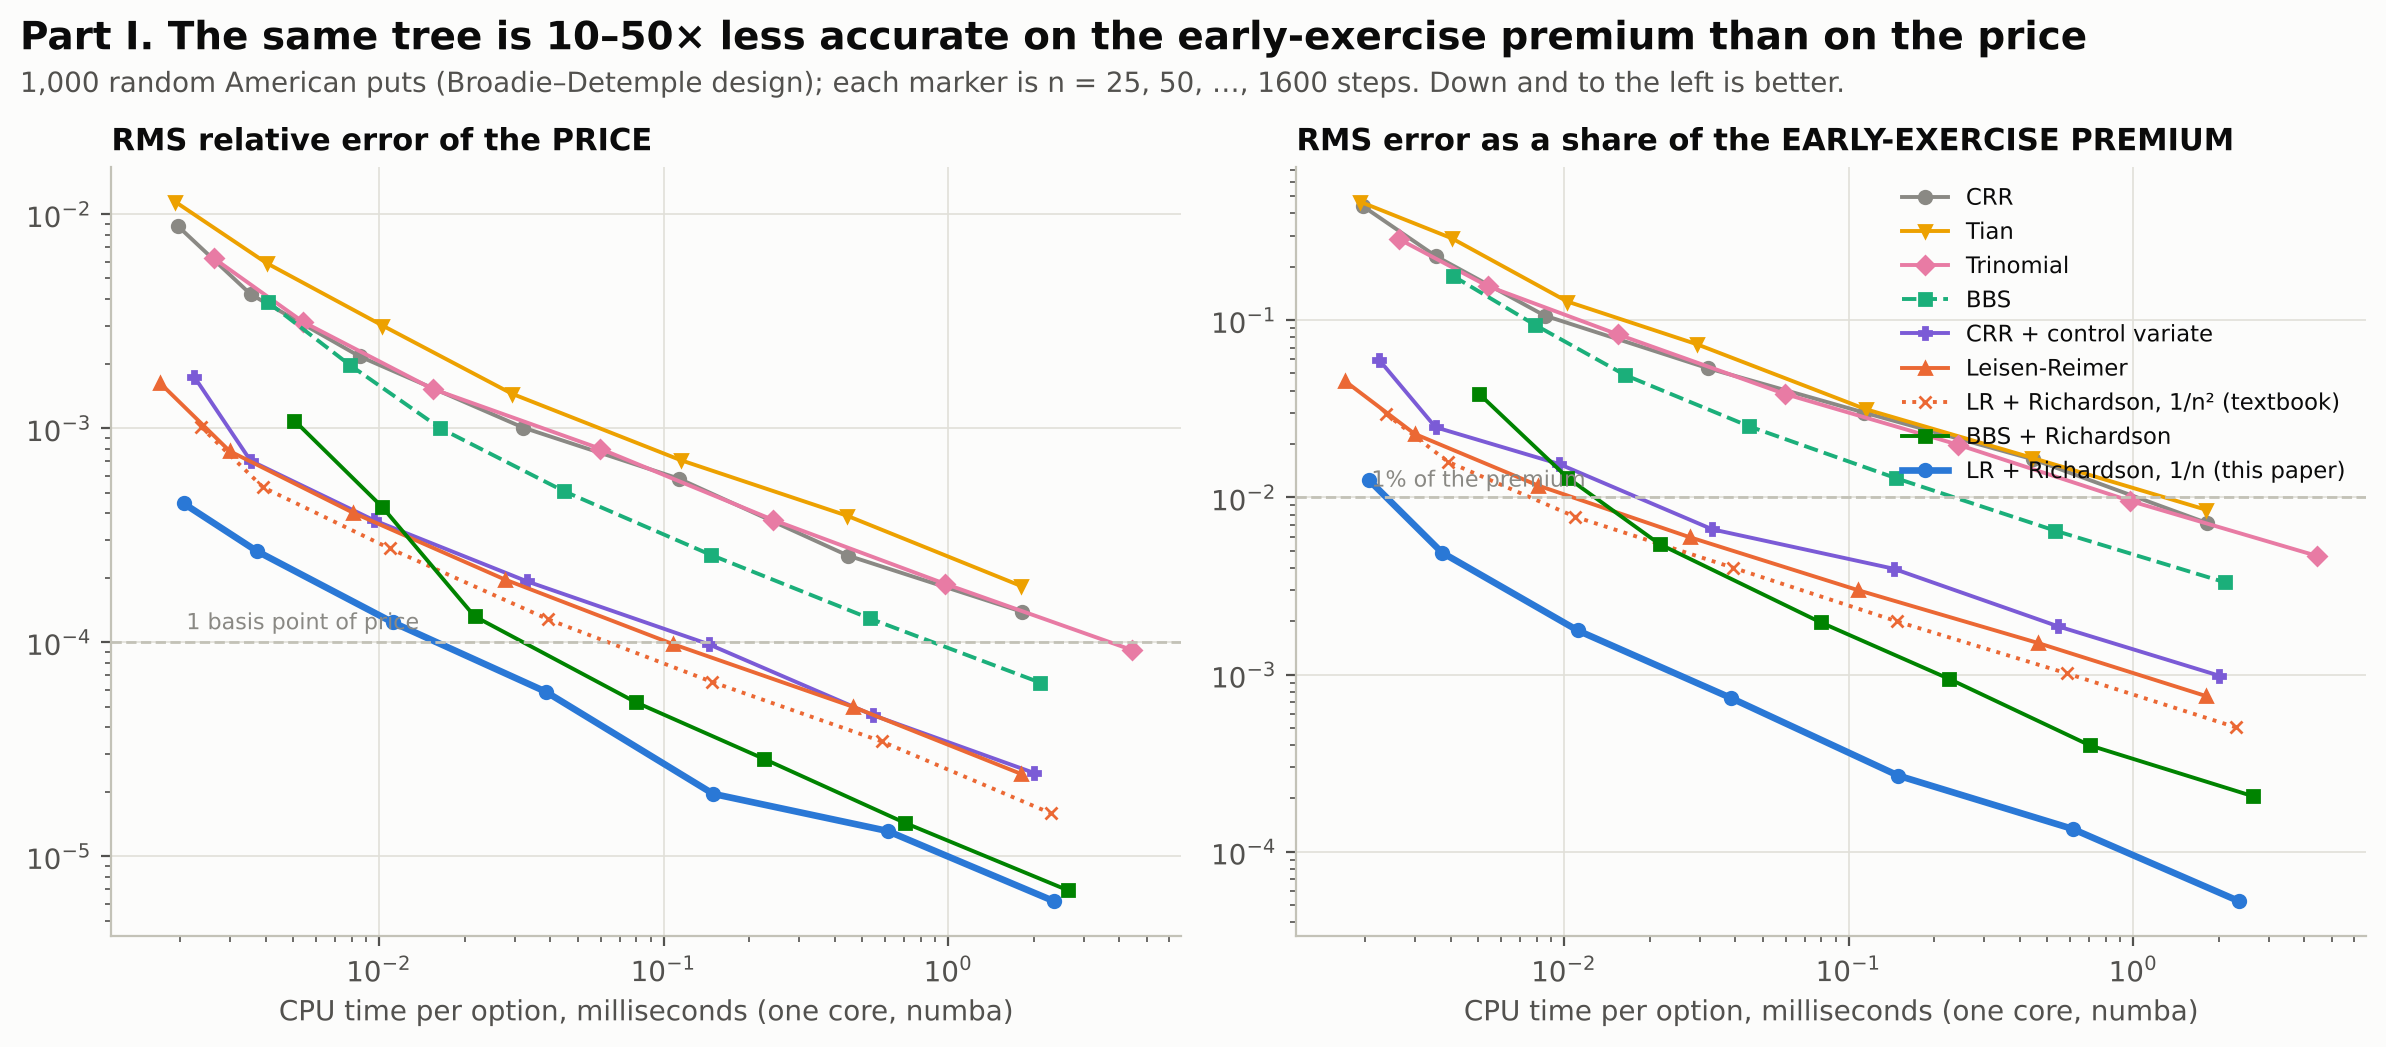 Part I. The same tree is 10–50× less accurate on the early-exercise premium than on the price
1,000 random American puts (Broadie–Detemple design); each marker is n = 25, 50, ..., 1600 steps. Down and to the left is better.
RMS relative error of the PRICE
10⁻²
10⁻³
10⁻⁴
10⁻⁵
1 basis point of price
10⁻²
10⁻¹
10⁰
CPU time per option, milliseconds (one core, numba)
RMS error as a share of the EARLY-EXERCISE PREMIUM
10⁻¹
10⁻²
10⁻³
10⁻⁴
1% of the premium
CRR
Tian
Trinomial
BBS
CRR + control variate
Leisen-Reimer
LR + Richardson, 1/n² (textbook)
BBS + Richardson
LR + Richardson, 1/n (this paper)
10⁻²
10⁻¹
10⁰
CPU time per option, milliseconds (one core, numba)